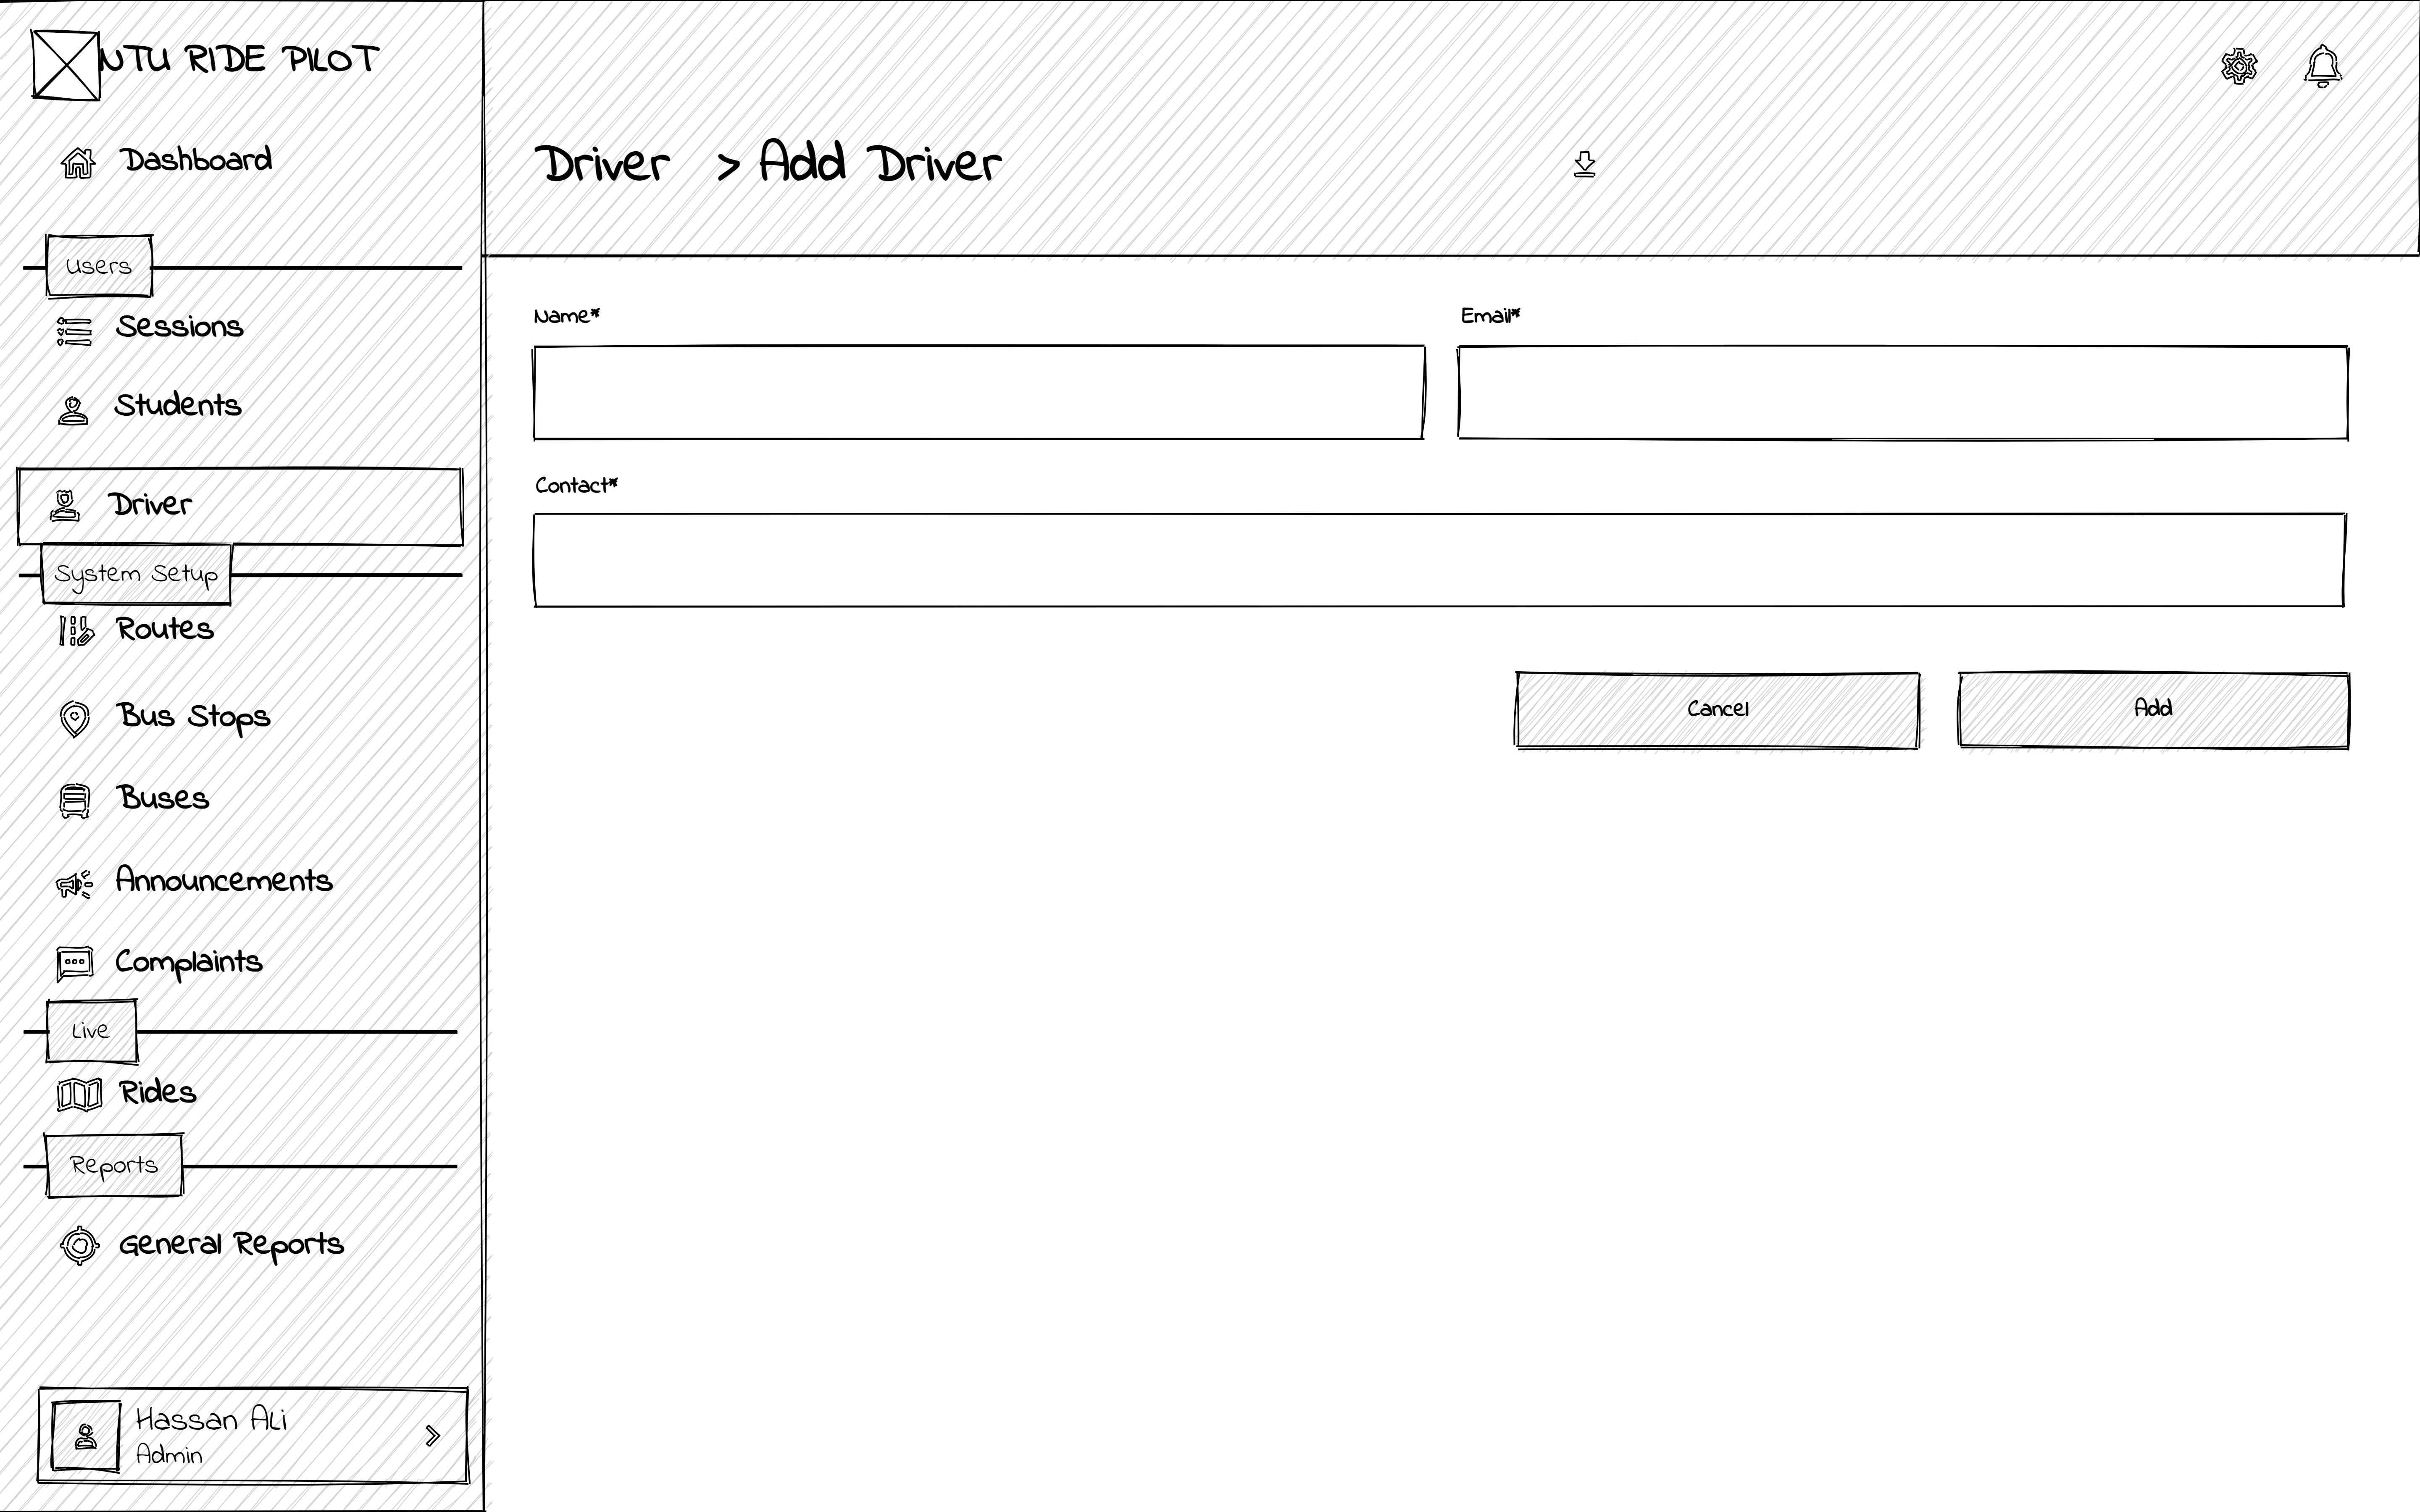 NTU RIDE PILOT
Dashboard
Users
Sessions
Students
Driver
System Setup
Routes
Bus Stops
Buses
Announcements
Complaints
Live
Rides
Reports
General Reports
Hassan Ali
Admin
Driver > Add Driver
Name*
Email*
Contact*
Cancel
Add